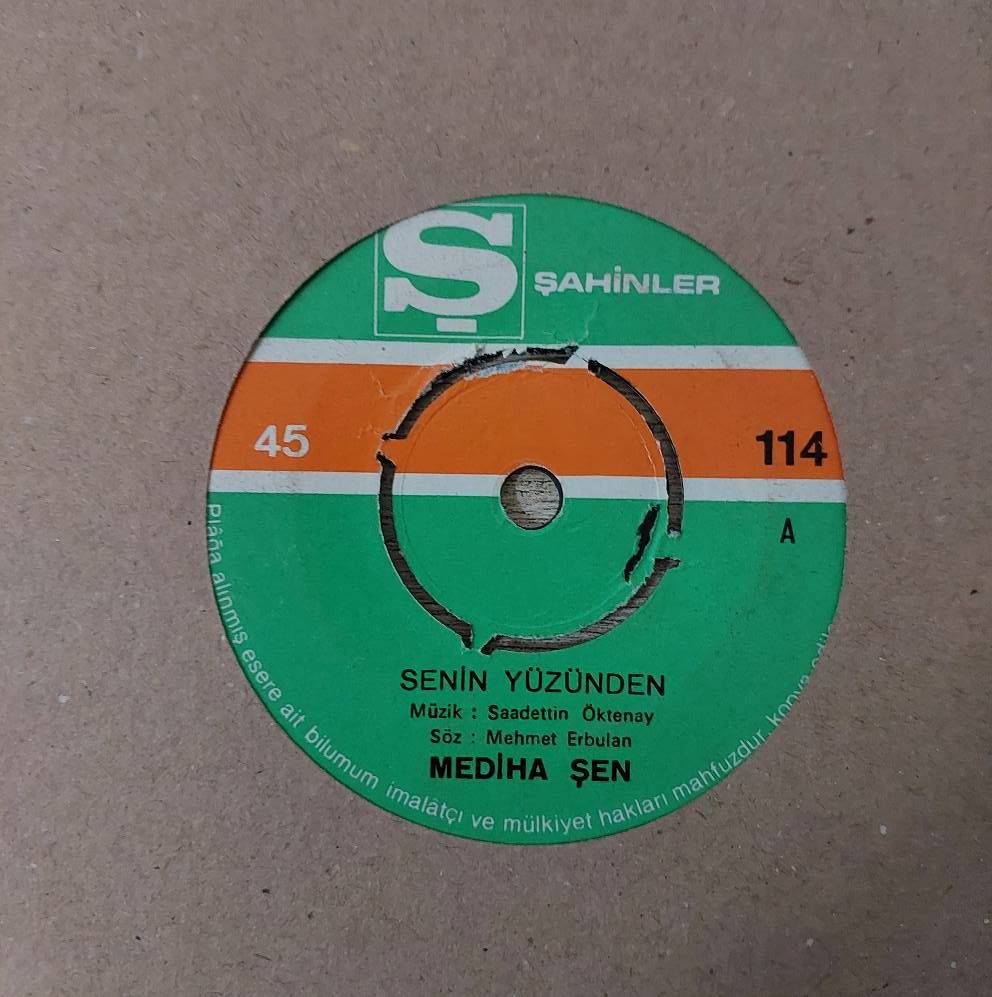 Ş
ŞAHİNLER
45
114
A
SENİN YÜZÜNDEN
Müzik : Saadettin Öktenay
Söz : Mehmet Erbulan
MEDİHA ŞEN
Plâğa alınmış esere ait bilumum imalâtçı ve mülkiyet hakları mahfuzdur. kopya